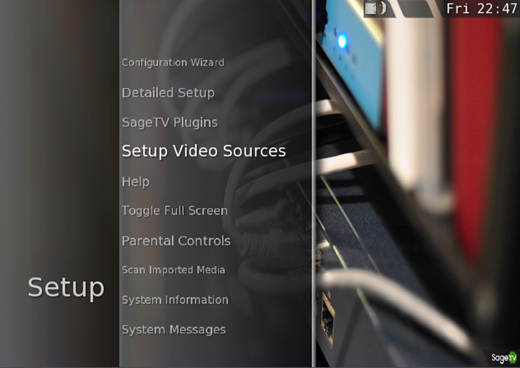 Fri 22:47
Configuration Wizard
Detailed Setup
SageTV Plugins
Setup Video Sources
Help
Toggle Full Screen
Parental Controls
Scan Imported Media
System Information
System Messages
Setup
SageTV